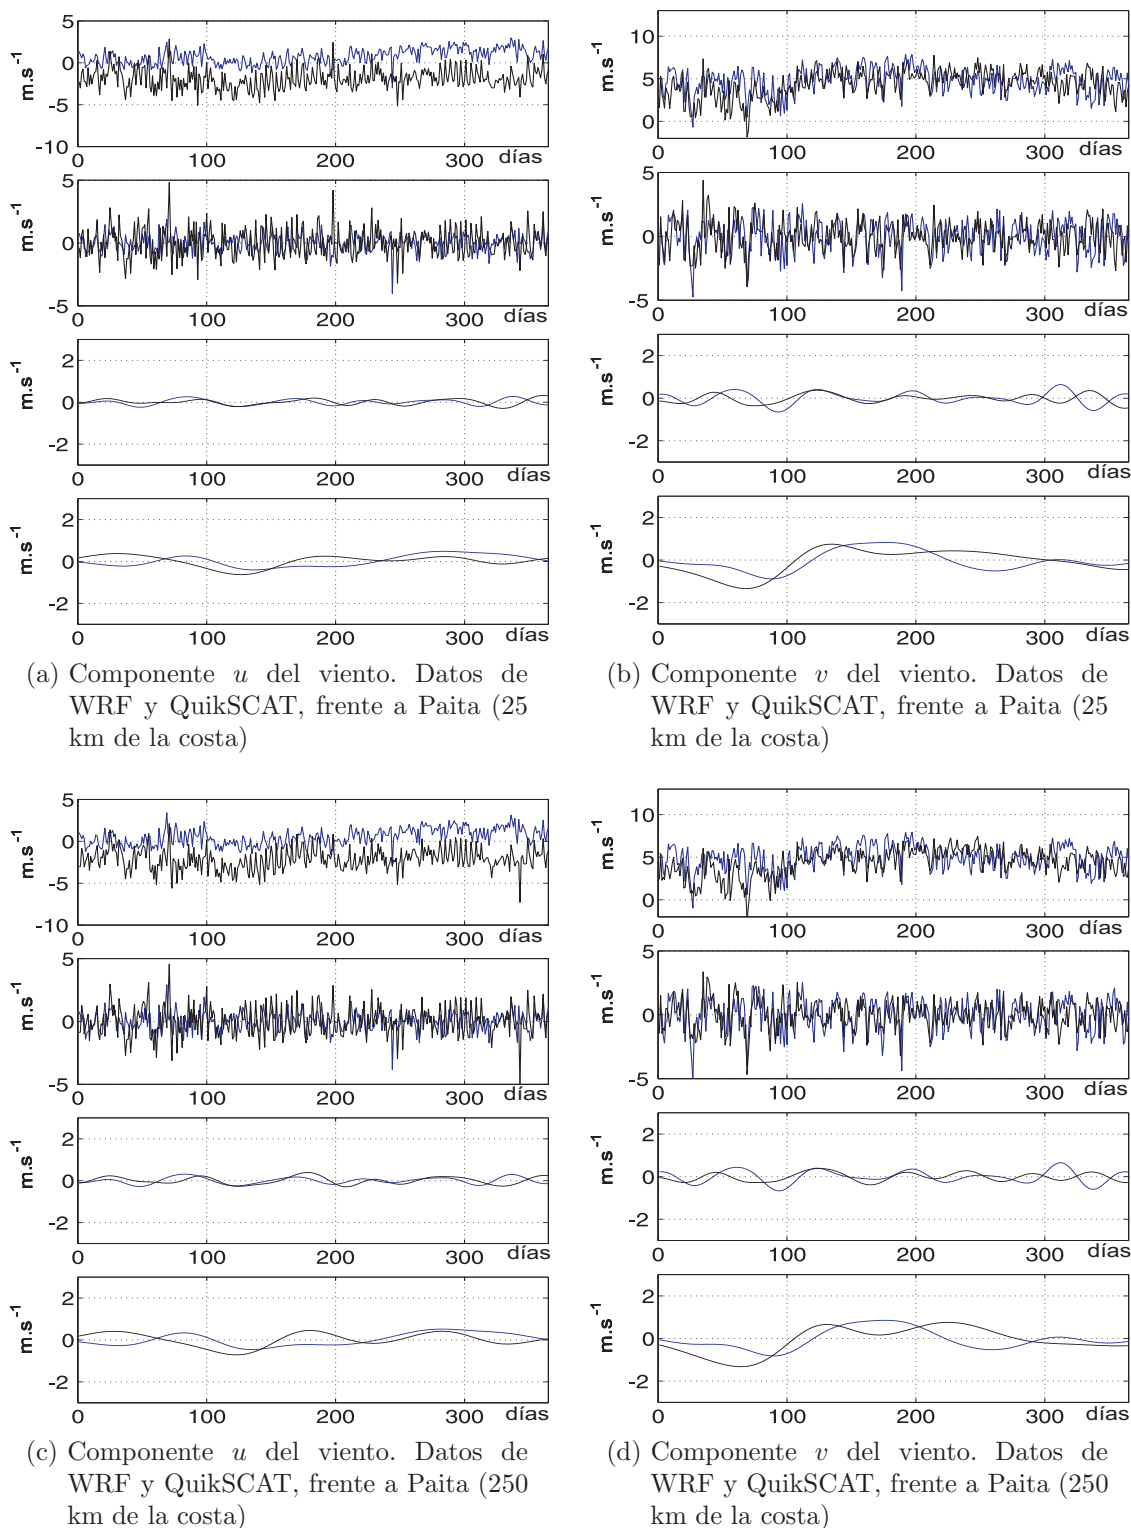 5
0
-5
-10
m.s-1
0 100 200 300 días
5
0
-5
m.s-1
0 100 200 300 días
2
0
-2
m.s-1
0 100 200 300 días
2
0
-2
m.s-1
0 100 200 300 días
(a) Componente u del viento. Datos de
WRF y QuikSCAT, frente a Paita (25
km de la costa)
10
5
0
m.s-1
0 100 200 300 días
5
0
-5
m.s-1
0 100 200 300 días
2
0
-2
m.s-1
0 100 200 300 días
2
0
-2
m.s-1
0 100 200 300 días
(b) Componente v del viento. Datos de
WRF y QuikSCAT, frente a Paita (25
km de la costa)
5
0
-5
-10
m.s-1
0 100 200 300 días
5
0
-5
m.s-1
0 100 200 300 días
2
0
-2
m.s-1
0 100 200 300 días
2
0
-2
m.s-1
0 100 200 300 días
(c) Componente u del viento. Datos de
WRF y QuikSCAT, frente a Paita (250
km de la costa)
10
5
0
m.s-1
0 100 200 300 días
5
0
-5
m.s-1
0 100 200 300 días
2
0
-2
m.s-1
0 100 200 300 días
2
0
-2
m.s-1
0 100 200 300 días
(d) Componente v del viento. Datos de
WRF y QuikSCAT, frente a Paita (250
km de la costa)